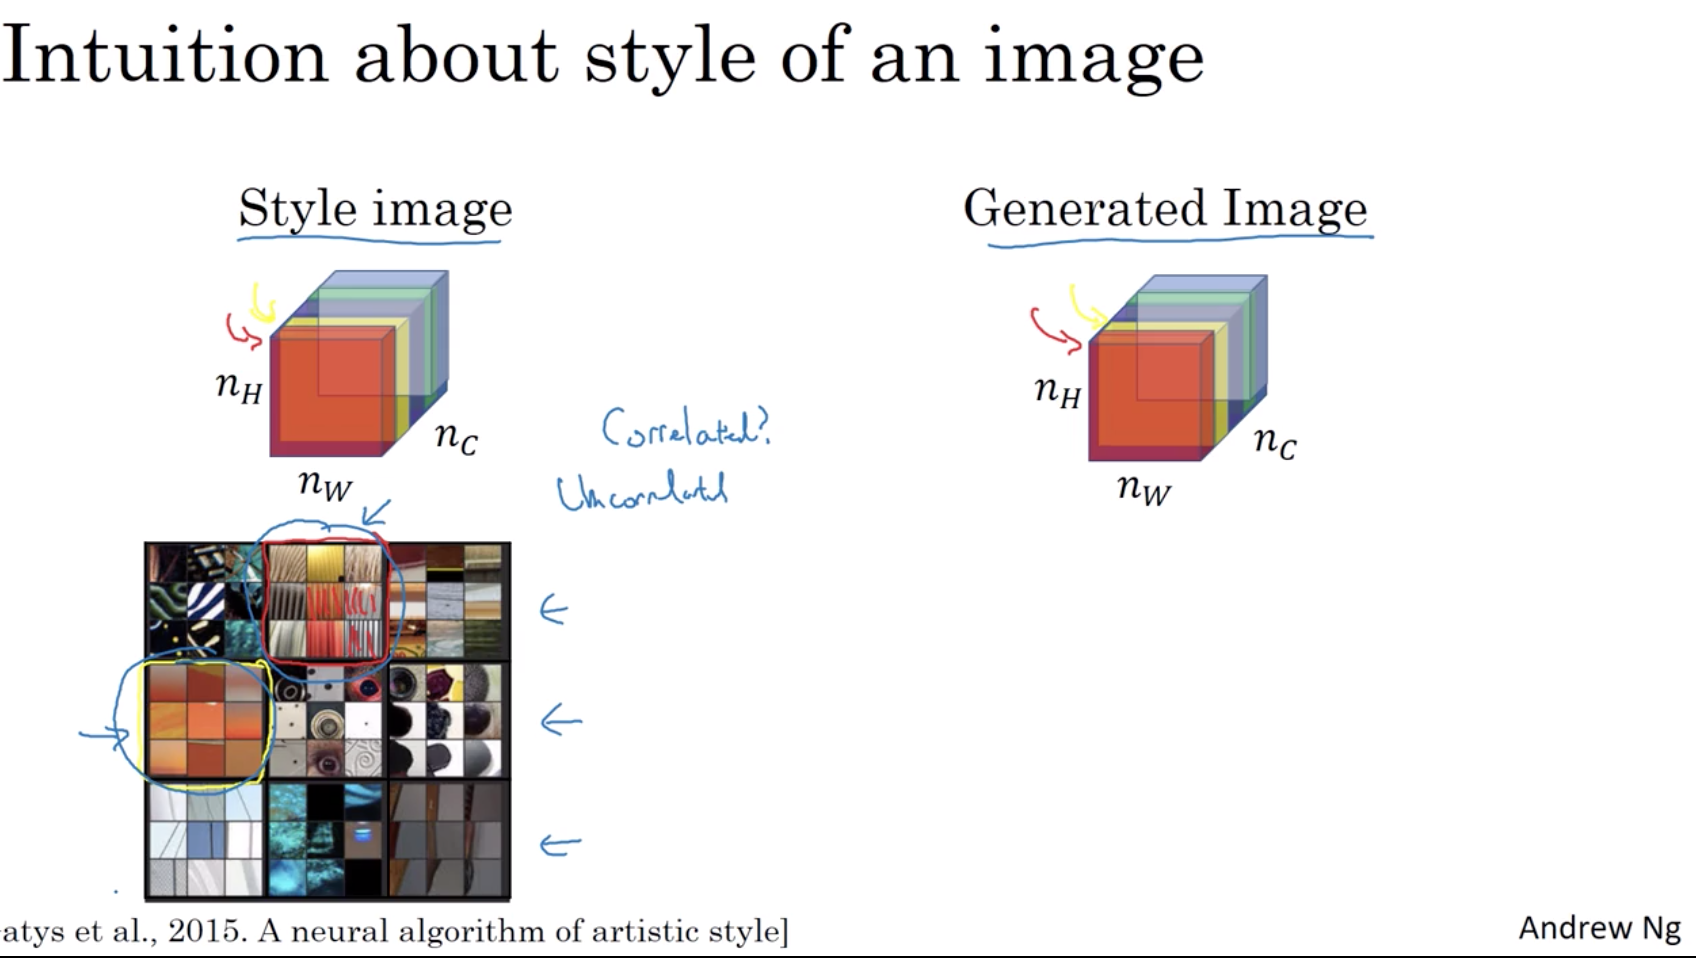 Intuition about style of an image
Style image
Generated Image
n_H
n_C
n_W
n_H
n_C
n_W
Correlated?
Uncorrelated
atys et al., 2015. A neural algorithm of artistic style]
Andrew Ng